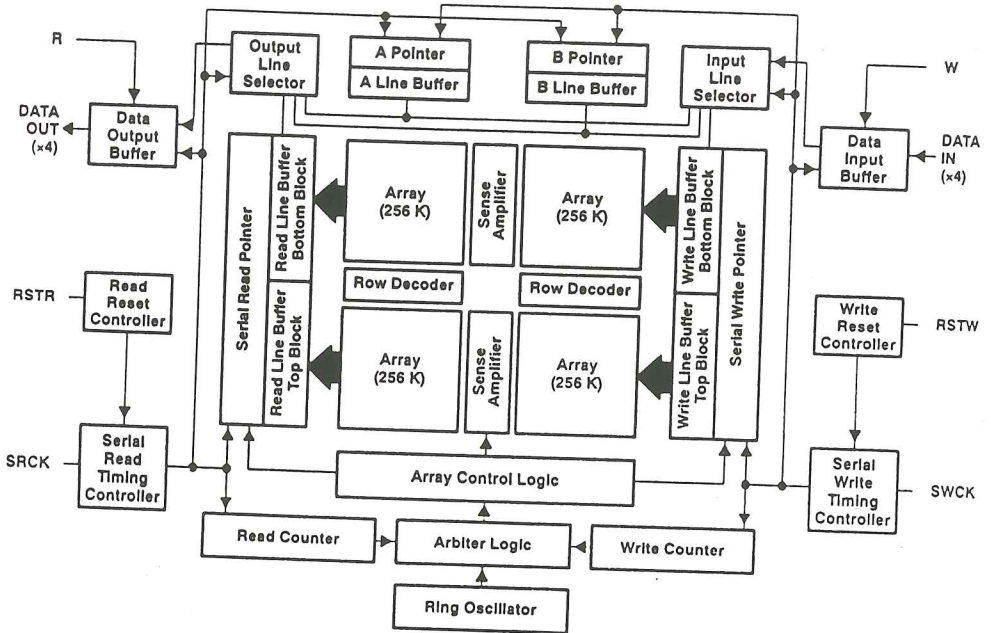 R
Output
Line
Selector
A Pointer
A Line Buffer
B Pointer
B Line Buffer
Input
Line
Selector
W
DATA
OUT
(×4)
Data
Output
Buffer
Data
Input
Buffer
DATA
IN
(×4)
Serial Read Pointer
Read Line Buffer
Bottom Block
Array
(256 K)
Sense
Amplifier
Array
(256 K)
Write Line Buffer
Bottom Block
Serial Write Pointer
Row Decoder
Row Decoder
RSTR
Read
Reset
Controller
Read Line Buffer
Top Block
Array
(256 K)
Sense
Amplifier
Array
(256 K)
Write Line Buffer
Top Block
Write
Reset
Controller
RSTW
SRCK
Serial
Read
Timing
Controller
Array Control Logic
Serial
Write
Timing
Controller
SWCK
Read Counter
Arbiter Logic
Write Counter
Ring Oscillator